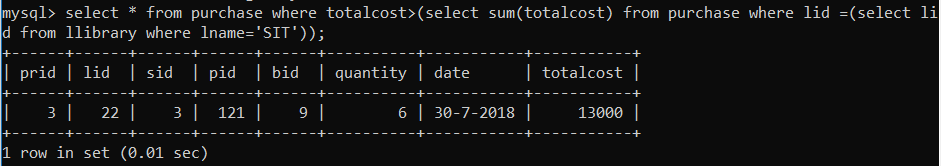 mysql> select * from purchase where totalcost>(select sum(totalcost) from purchase where lid =(select li
d from llibrary where lname='SIT'));
+------+------+------+------+------+----------+-----------+-----------+
| prid | lid | sid | pid | bid | quantity | date | totalcost |
+------+------+------+------+------+----------+-----------+-----------+
| 3 | 22 | 3 | 121 | 9 | 6 | 30-7-2018 | 13000 |
+------+------+------+------+------+----------+-----------+-----------+
1 row in set (0.01 sec)